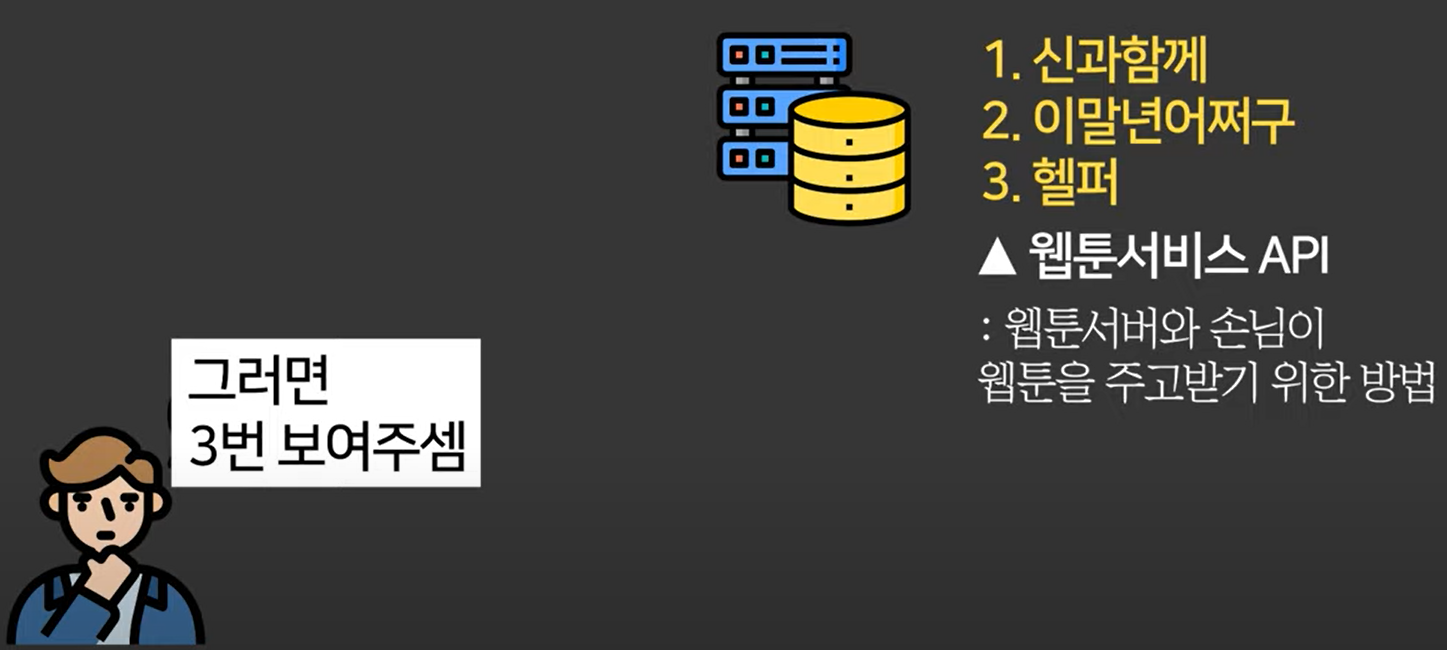 1. 신과함께
2. 이말년어쩌구
3. 헬퍼
▲ 웹툰서비스 API
: 웹툰서버와 손님이
웹툰을 주고받기 위한 방법
그러면
3번 보여주셈